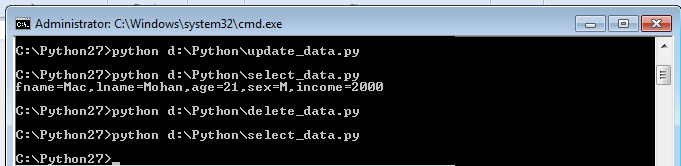 Administrator: C:\Windows\system32\cmd.exe
C:\Python27>python d:\Python\update_data.py
C:\Python27>python d:\Python\select_data.py
fname=Mac,lname=Mohan,age=21,sex=M,income=2000
C:\Python27>python d:\Python\delete_data.py
C:\Python27>python d:\Python\select_data.py
C:\Python27>